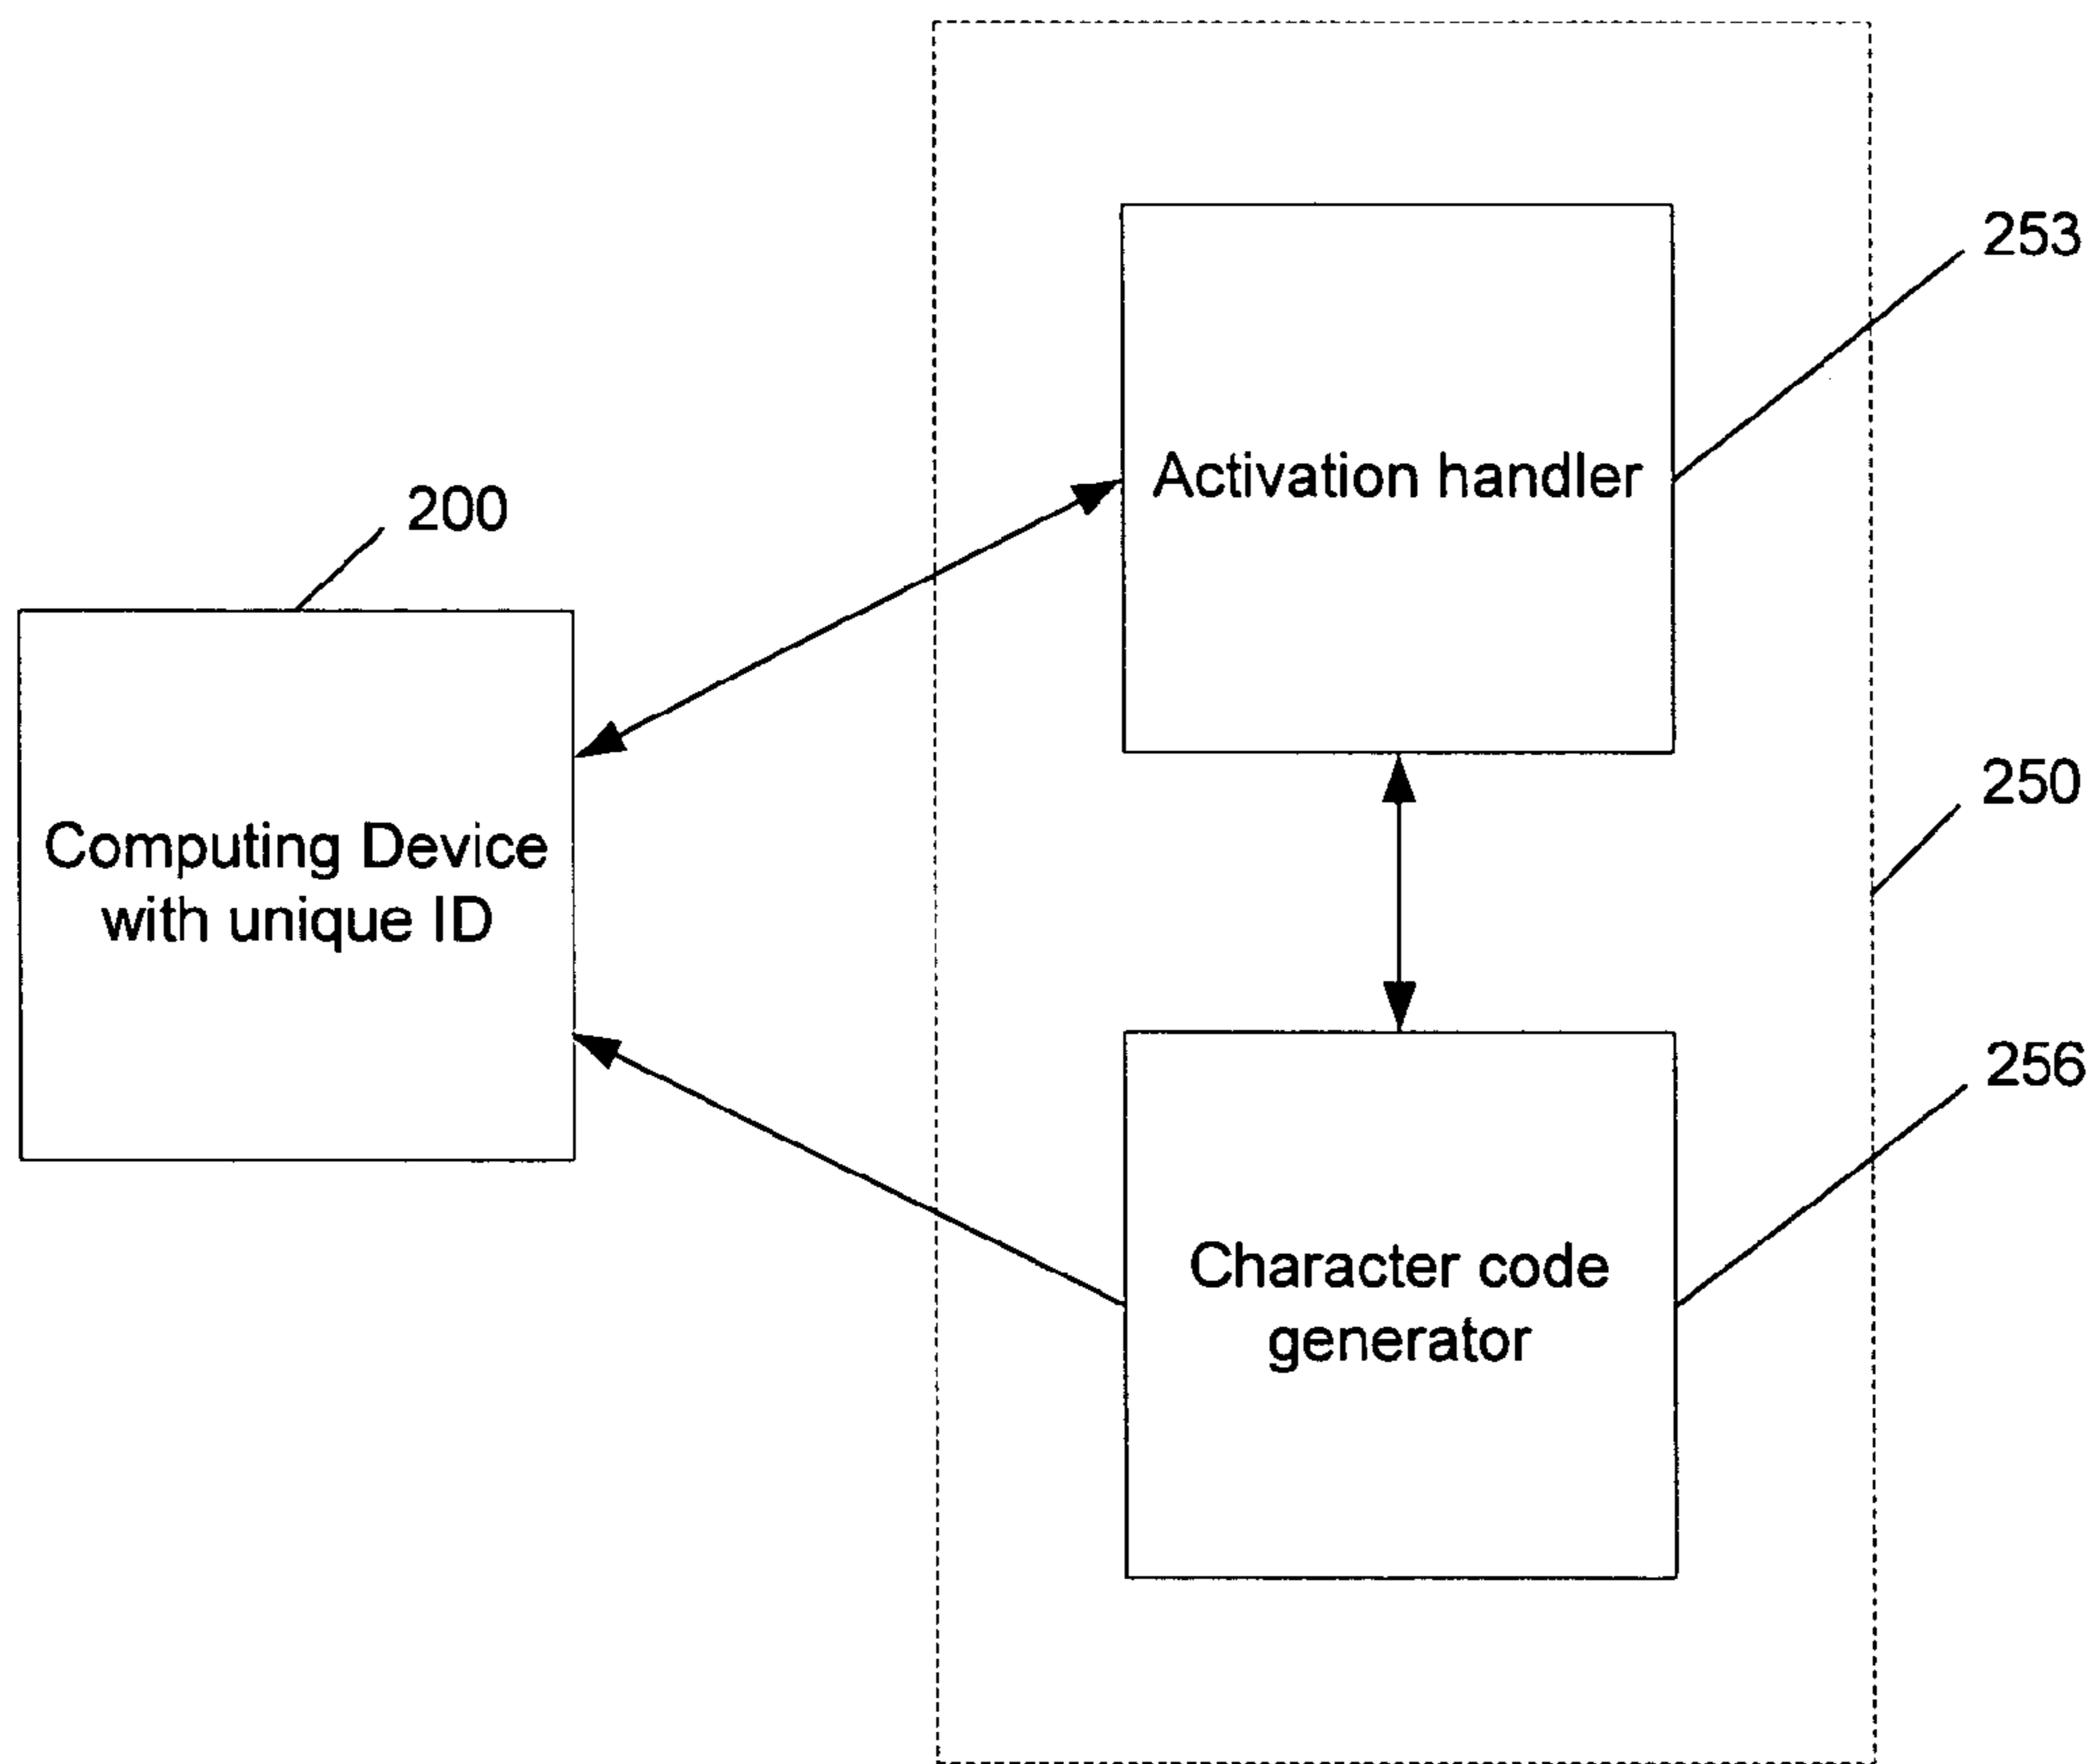 253
Activation handler
200
250
Computing Device
with unique ID
256
Character code
generator